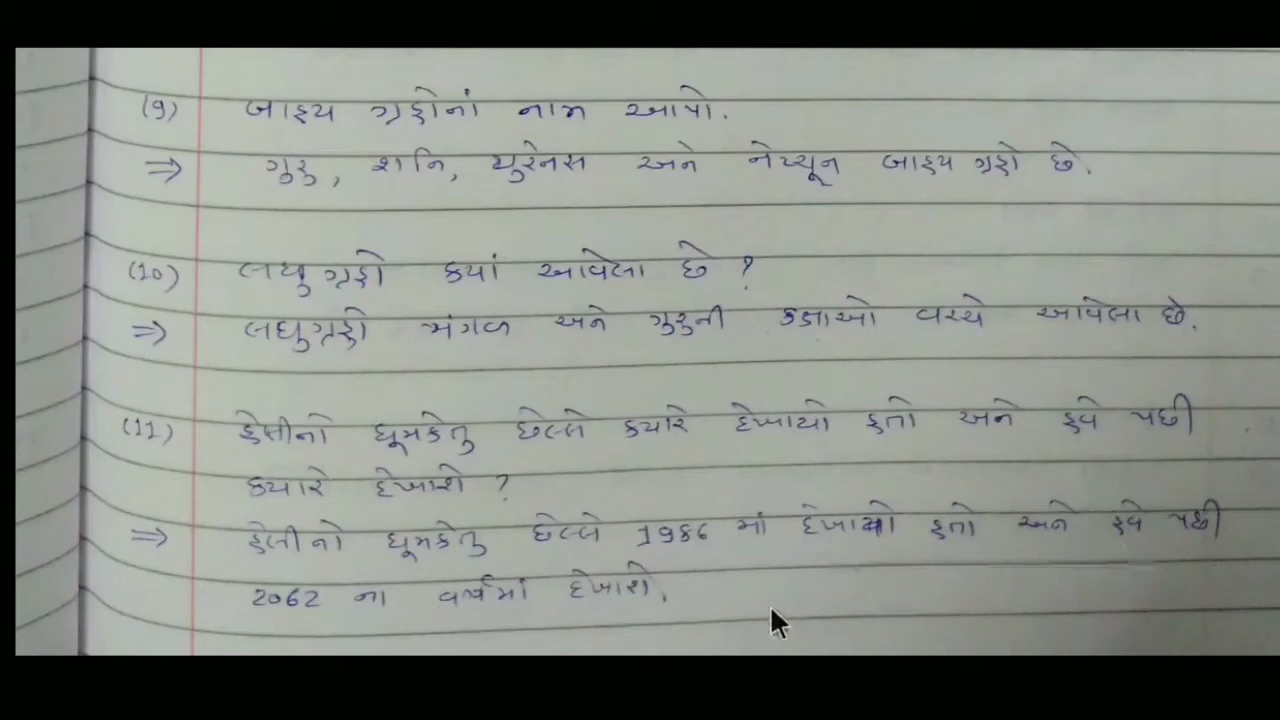 (9) બાહ્ય ગ્રહોનાં નામ આપો.
⇒ ગુરુ, શનિ, યુરેનસ અને નેપ્ચ્યૂન બાહ્ય ગ્રહો છે.
(10) લઘુગ્રહો કયાં આવેલા છે ?
⇒ લઘુગ્રહો મંગળ અને ગુરુની કક્ષાઓ વચ્ચે આવેલા છે.
(11) હેલીનો ધૂમકેતુ છેલ્લે ક્યારે દેખાયો હતો અને હવે પછી
ક્યારે દેખાશે ?
⇒ હેલીનો ધૂમકેતુ છેલ્લે 1986 માં દેખાયો હતો અને હવે પછી
2062 ના વર્ષમાં દેખાશે.